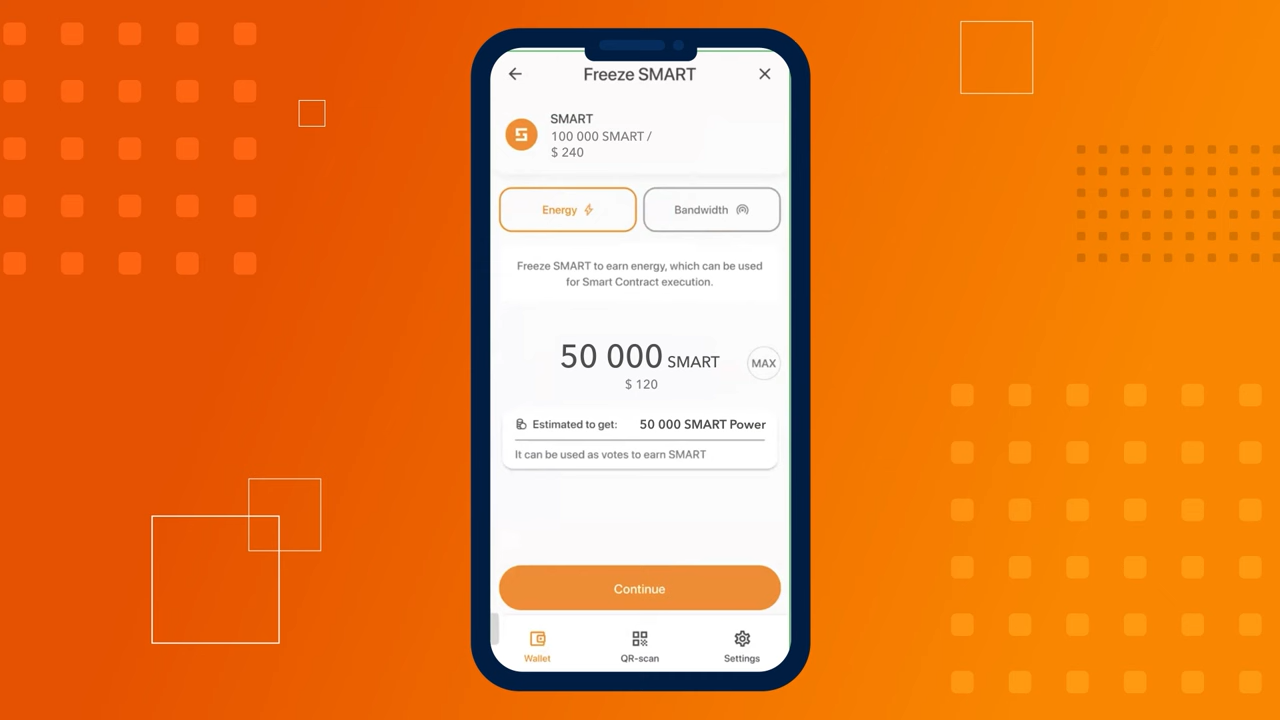 Freeze SMART
SMART
100 000 SMART /
$ 240
Energy
Bandwidth
Freeze SMART to earn energy, which can be used
for Smart Contract execution.
50 000 SMART
MAX
$ 120
Estimated to get: 50 000 SMART Power
It can be used as votes to earn SMART
Continue
Wallet
QR-scan
Settings